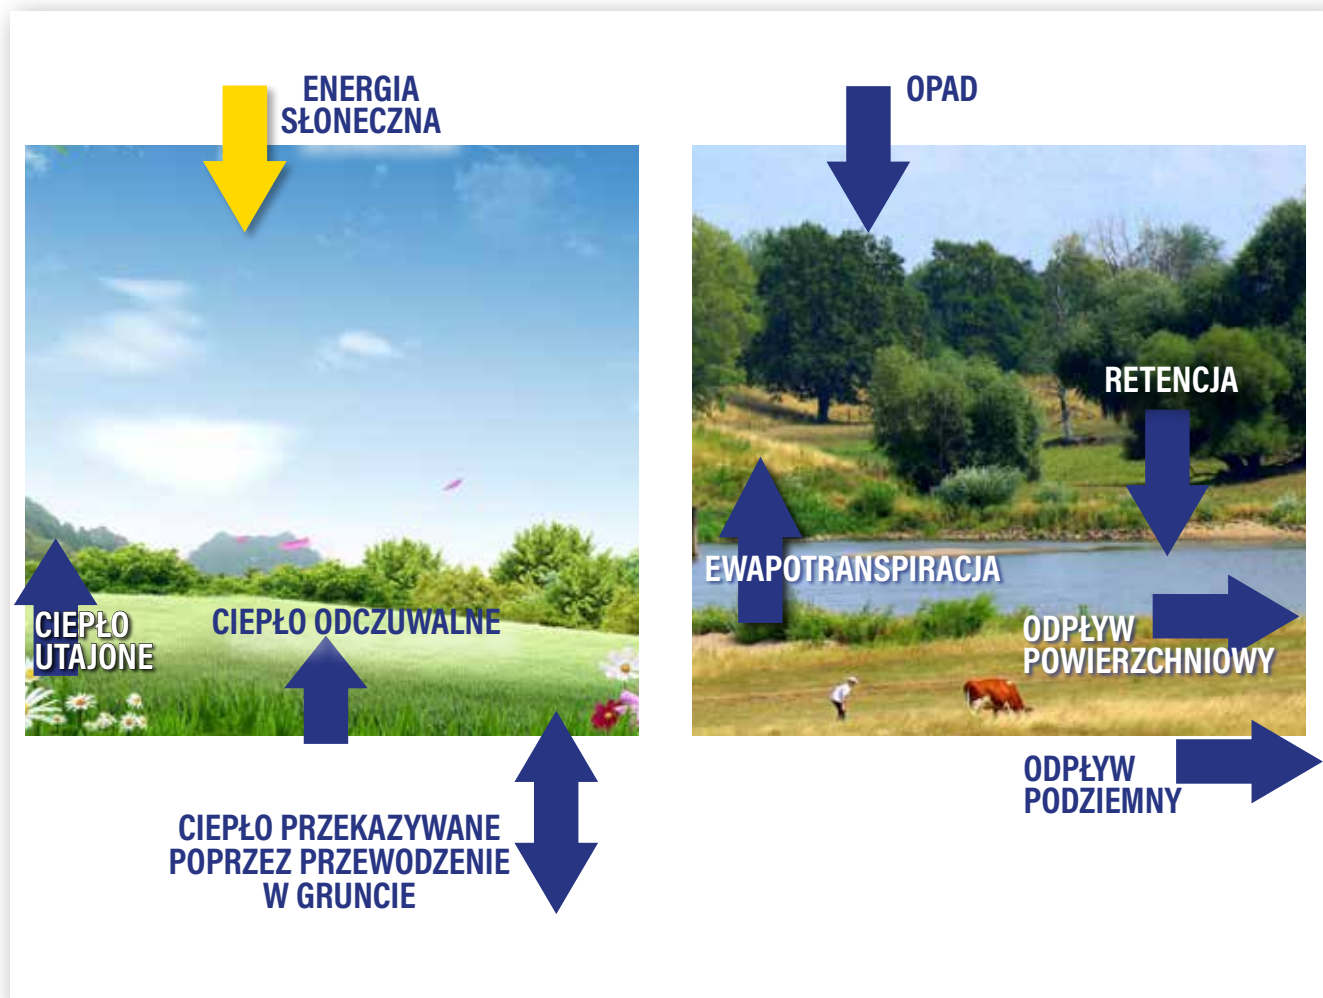 ENERGIA
SŁONECZNA
CIEPŁO
UTAJONE
CIEPŁO ODCZUWALNE
CIEPŁO PRZEKAZYWANE
POPRZEZ PRZEWODZENIE
W GRUNCIE
OPAD
RETENCJA
EWAPOTRANSPIRACJA
ODPŁYW
POWIERZCHNIOWY
ODPŁYW
PODZIEMNY